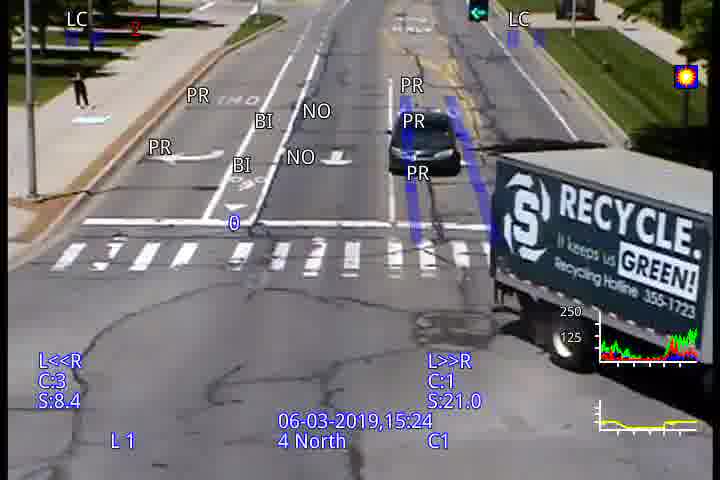 LC
2
LC
PR
PR
NO
BI
PR
PR
BI
NO
PR
0
S
RECYCLE.
It keeps us
GREEN!
Recycling Hotline 355-1723
250
125
L<<R
C:3
S:8.4
L>>R
C:1
S:21.0
06-03-2019,15:24
L 1
4 North
C1